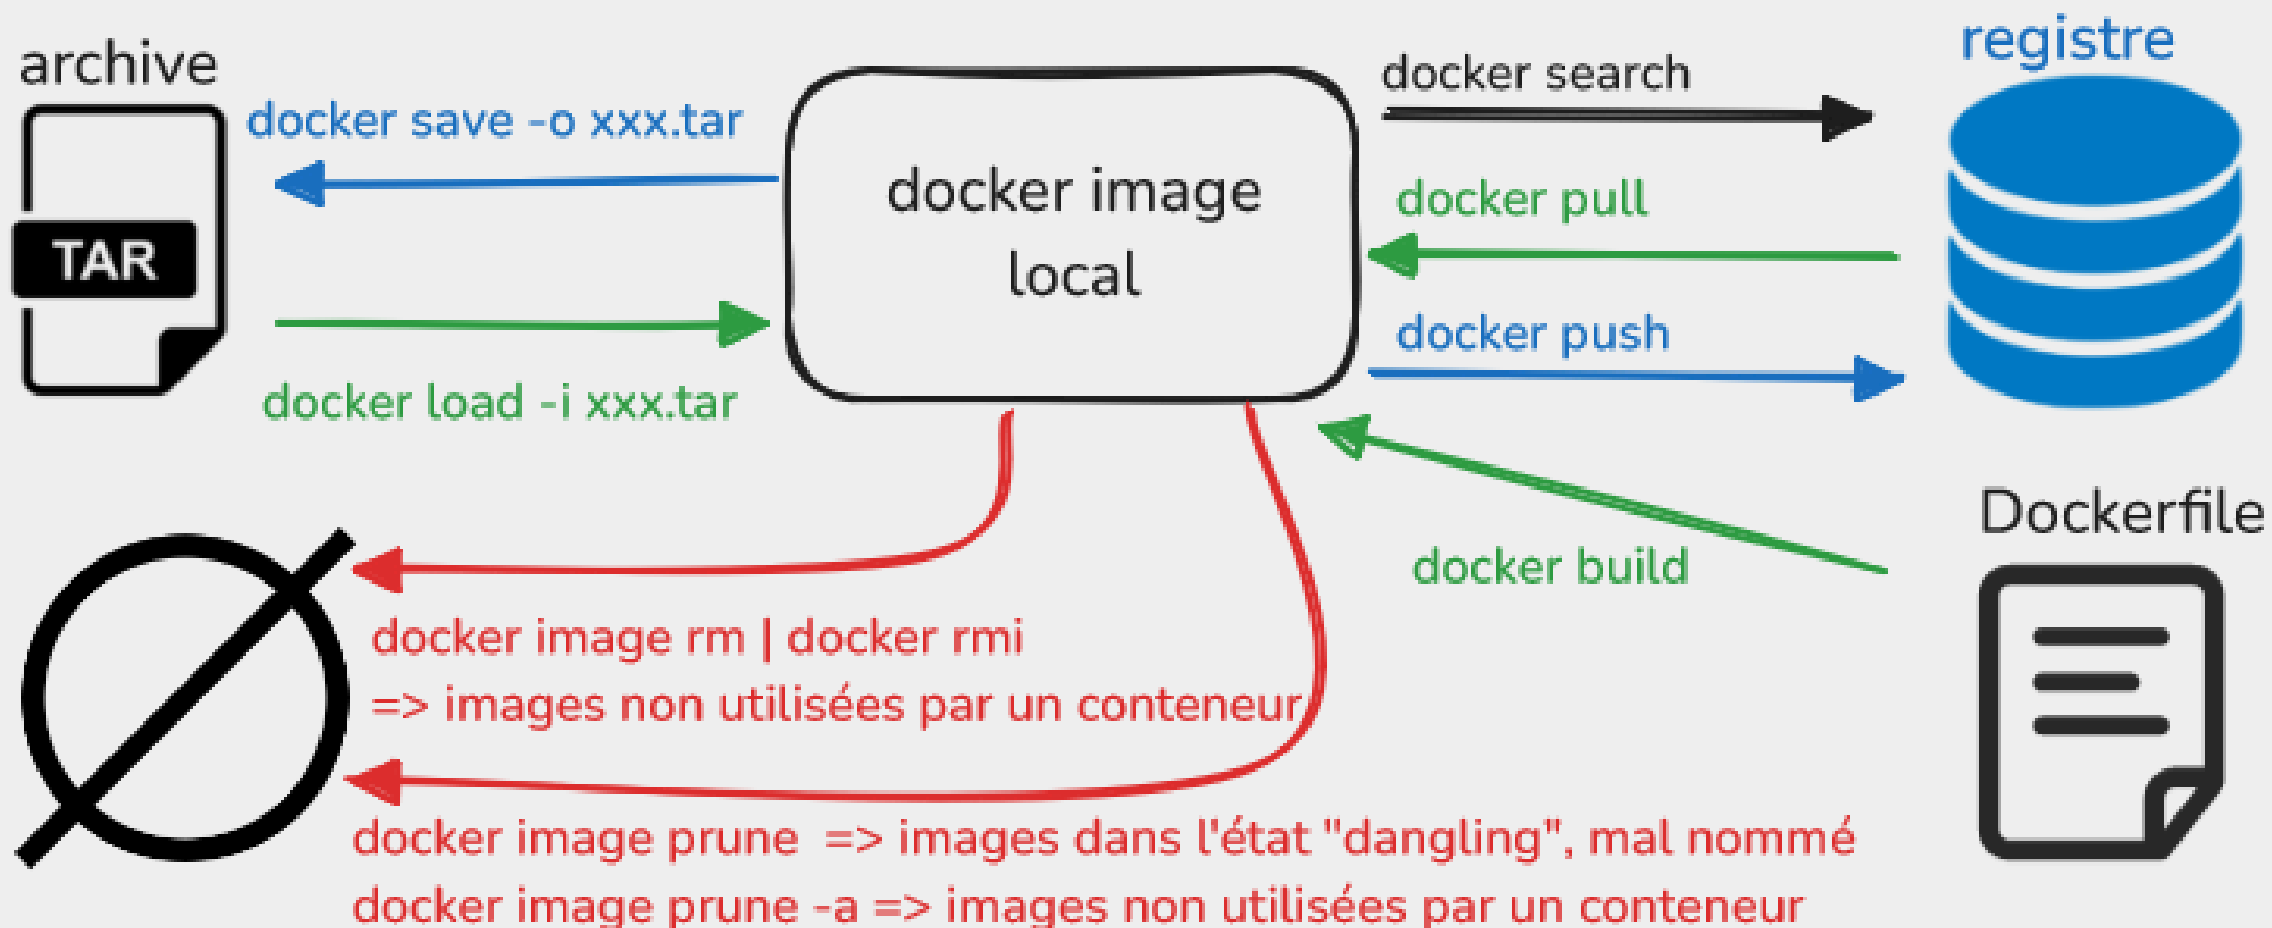 archive
docker save -o xxx.tar
TAR
docker load -i xxx.tar
docker image
local
docker search
registre
docker pull
docker push
docker build
Dockerfile
docker image rm | docker rmi
=> images non utilisées par un conteneur
docker image prune  => images dans l'état "dangling", mal nommé
docker image prune -a => images non utilisées par un conteneur